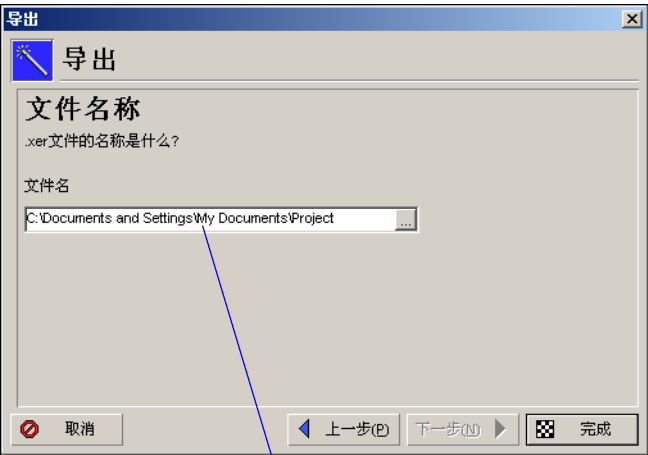 导出
导出
文件名称
.xer文件的名称是什么?
文件名
C:\Documents and Settings\My Documents\Project
...
取消
上一步(P)
下一步(N)
完成